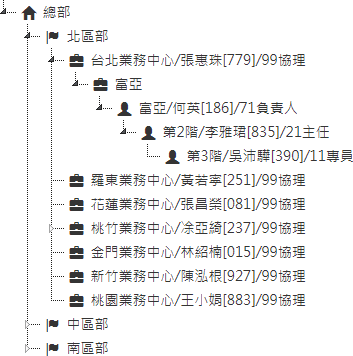 總部
北區部
台北業務中心/張惠珠[779]/99協理
富亞
富亞/何英[186]/71負責人
第2階/李雅珺[835]/21主任
第3階/吳沛驊[390]/11專員
羅東業務中心/黃若寧[251]/99協理
花蓮業務中心/張昌榮[081]/99協理
桃竹業務中心/凃亞綺[237]/99協理
金門業務中心/林紹楠[015]/99協理
新竹業務中心/陳泓根[927]/99協理
桃園業務中心/王小娟[883]/99協理
中區部
南區部